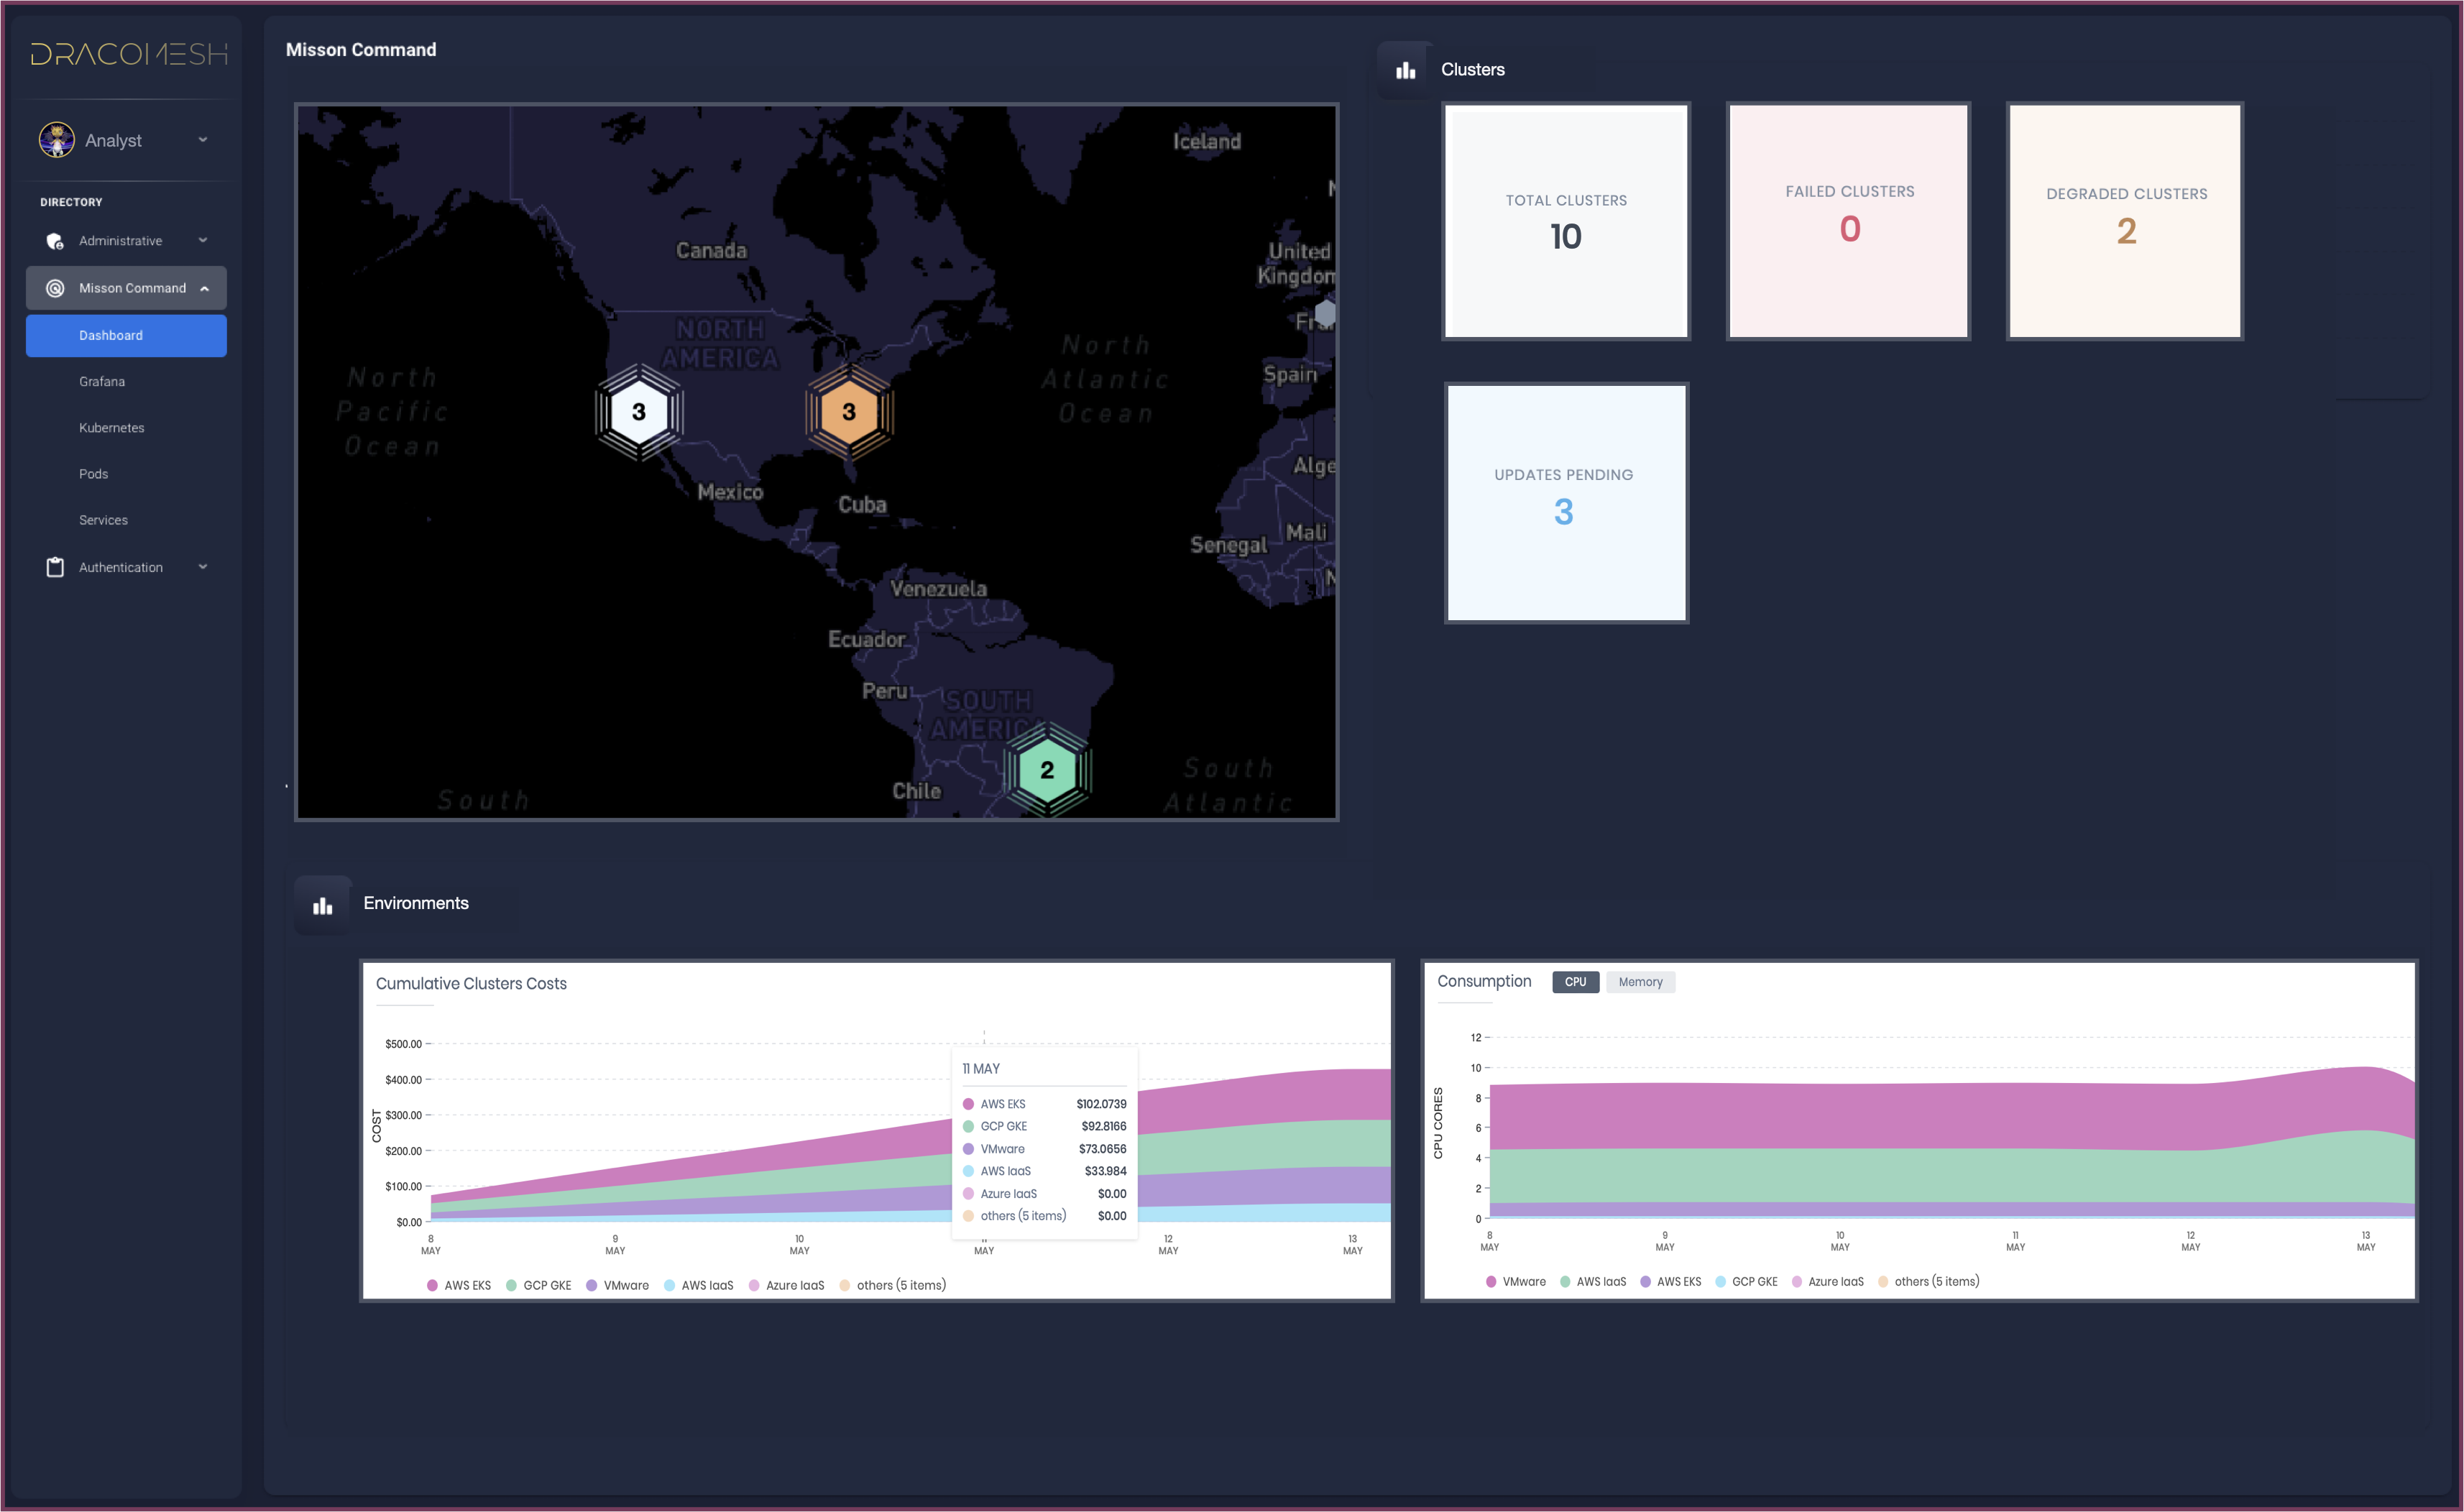 DRACOMESH
Analyst
DIRECTORY
Administrative
Misson Command
Dashboard
Grafana
Kubernetes
Pods
Services
Authentication
Misson Command
Iceland
Canada
United
Kingdom
NORTH
AMERICA
North
Atlantic
Ocean
Spain
North
Pacific
Ocean
3
3
Mexico
Cuba
Alge
Mali
Senegal
Venezuela
Ecuador
Peru
SOUTH
AMERICA
2
Chile
South
South
Atlantic
Clusters
TOTAL CLUSTERS
10
FAILED CLUSTERS
0
DEGRADED CLUSTERS
2
UPDATES PENDING
3
Environments
Cumulative Clusters Costs
COST
$500.00
$400.00
$300.00
$200.00
$100.00
$0.00
8 MAY
9 MAY
10 MAY
MAY
12 MAY
13 MAY
11 MAY
AWS EKS $102.0739
GCP GKE $92.8166
VMware $73.0656
AWS IaaS $33.984
Azure IaaS $0.00
others (5 items) $0.00
AWS EKS GCP GKE VMware AWS IaaS Azure IaaS others (5 items)
Consumption CPU Memory
CPU CORES
12
10
8
6
4
2
0
8 MAY
9 MAY
10 MAY
11 MAY
12 MAY
13 MAY
VMware AWS IaaS AWS EKS GCP GKE Azure IaaS others (5 items)